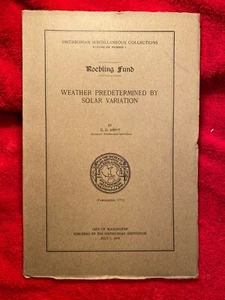 SMITHSONIAN MISCELLANEOUS COLLECTIONS
Roebling Fund
WEATHER PREDETERMINED BY
SOLAR VARIATION
BY
C. G. ABBOT
CITY OF WASHINGTON
PUBLISHED BY THE SMITHSONIAN INSTITUTION
JULY